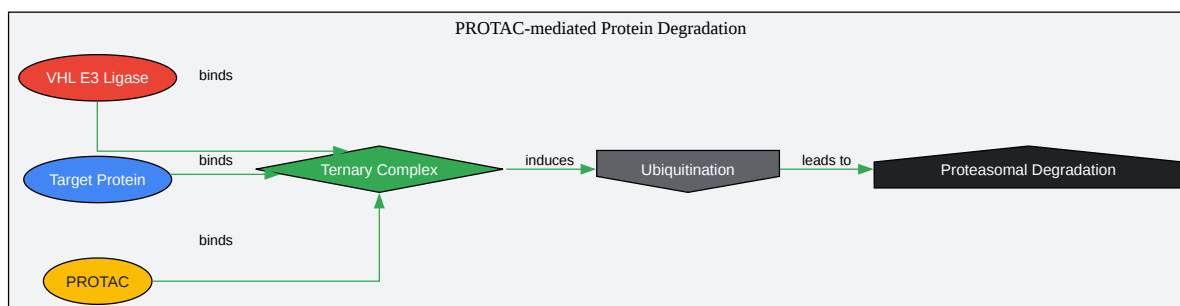 PROTAC-mediated Protein Degradation
VHL E3 Ligase
binds
Target Protein
binds
Ternary Complex
induces
Ubiquitination
leads to
Proteasomal Degradation
binds
PROTAC